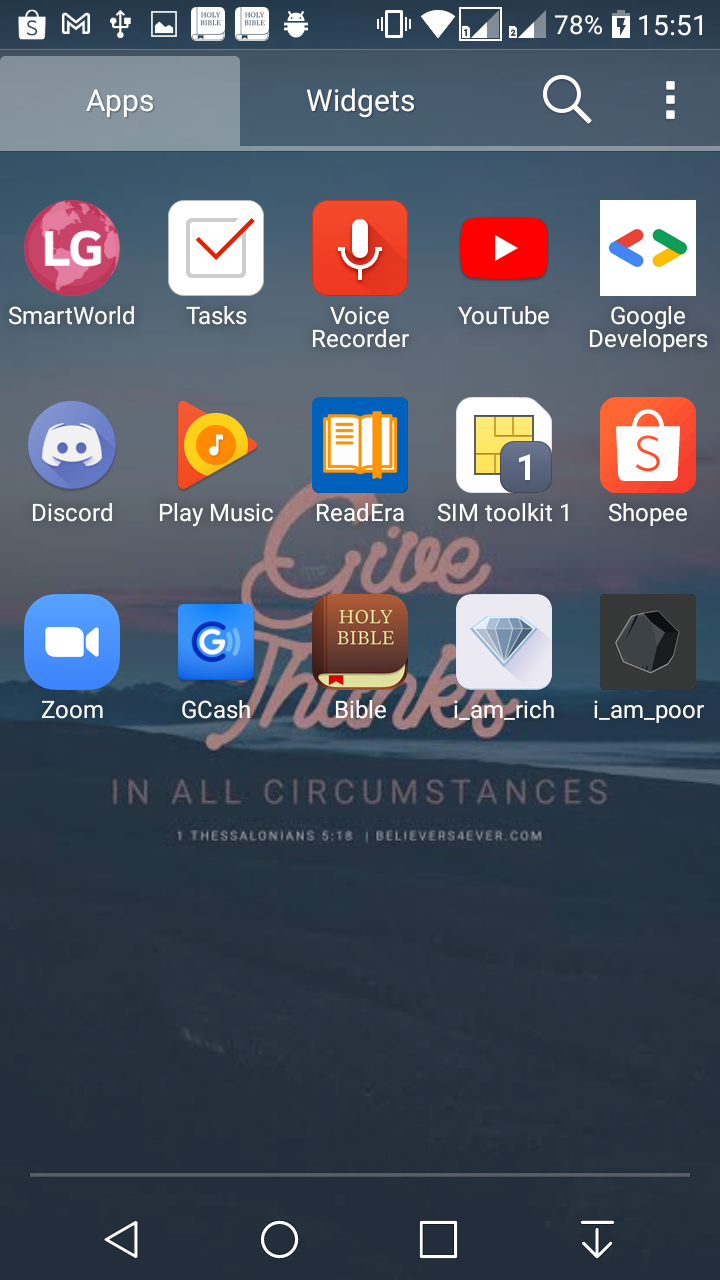 S HOLY BIBLE HOLY BIBLE 1 2 78% 15:51
Apps Widgets
LG
SmartWorld Tasks Voice Recorder YouTube Google Developers
1 S
Discord Play Music ReadEra SIM toolkit 1 Shopee
Give
G HOLY BIBLE
Thanks
Zoom GCash Bible i_am_rich i_am_poor
IN ALL CIRCUMSTANCES
1 THESSALONIANS 5:18 | BELIEVERS4EVER.COM